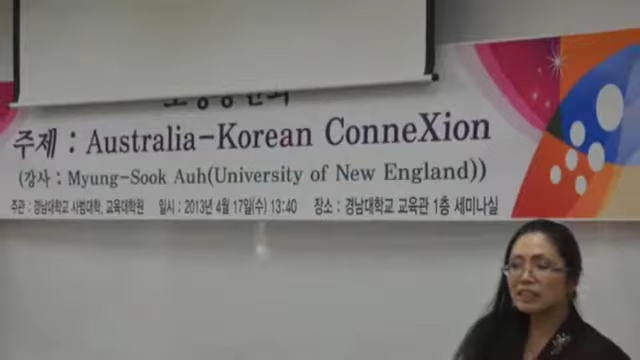 주제 : Australia-Korean ConneXion
(강사 : Myung-Sook Auh(University of New England))
주관 : 경남대학교 사범대학, 교육대학원 일시 : 2013년 4월 17일(수) 13:40 장소 : 경남대학교 교육관 1층 세미나실